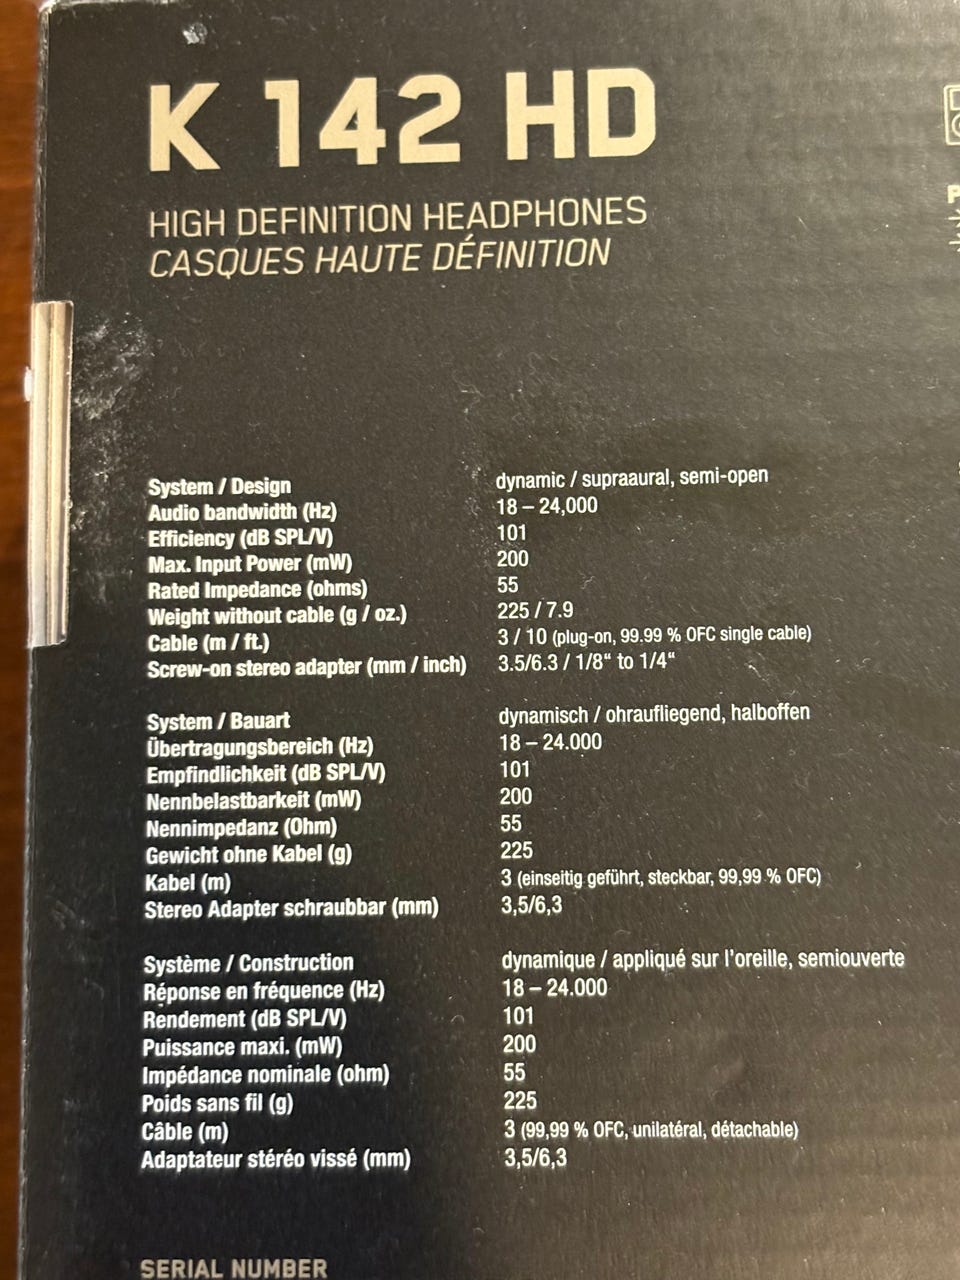 K 142 HD
HIGH DEFINITION HEADPHONES
CASQUES HAUTE DÉFINITION
System / Design dynamic / supraaural, semi-open
Audio bandwidth (Hz) 18 – 24,000
Efficiency (dB SPL/V) 101
Max. Input Power (mW) 200
Rated Impedance (ohms) 55
Weight without cable (g / oz.) 225 / 7.9
Cable (m / ft.) 3 / 10 (plug-on, 99.99 % OFC single cable)
Screw-on stereo adapter (mm / inch) 3.5/6.3 / 1/8“ to 1/4“
System / Bauart dynamisch / ohraufliegend, halboffen
Übertragungsbereich (Hz) 18 – 24.000
Empfindlichkeit (dB SPL/V) 101
Nennbelastbarkeit (mW) 200
Nennimpedanz (Ohm) 55
Gewicht ohne Kabel (g) 225
Kabel (m) 3 (einseitig geführt, steckbar, 99,99 % OFC)
Stereo Adapter schraubbar (mm) 3,5/6,3
Système / Construction dynamique / appliqué sur l’oreille, semiouverte
Réponse en fréquence (Hz) 18 – 24.000
Rendement (dB SPL/V) 101
Puissance maxi. (mW) 200
Impédance nominale (ohm) 55
Poids sans fil (g) 225
Câble (m) 3 (99,99 % OFC, unilatéral, détachable)
Adaptateur stéréo vissé (mm) 3,5/6,3
SERIAL NUMBER